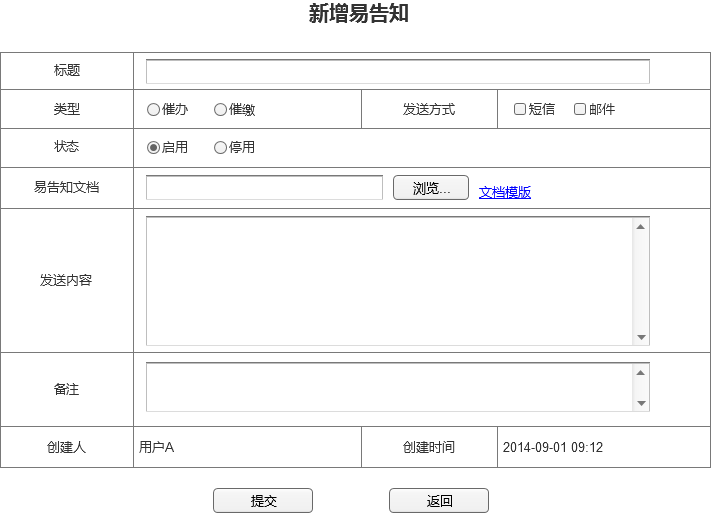 新增易告知
标题
类型 催办 催缴 发送方式 短信 邮件
状态 启用 停用
易告知文档 浏览... 文档模版
发送内容
备注
创建人 用户A 创建时间 2014-09-01 09:12
提交 返回